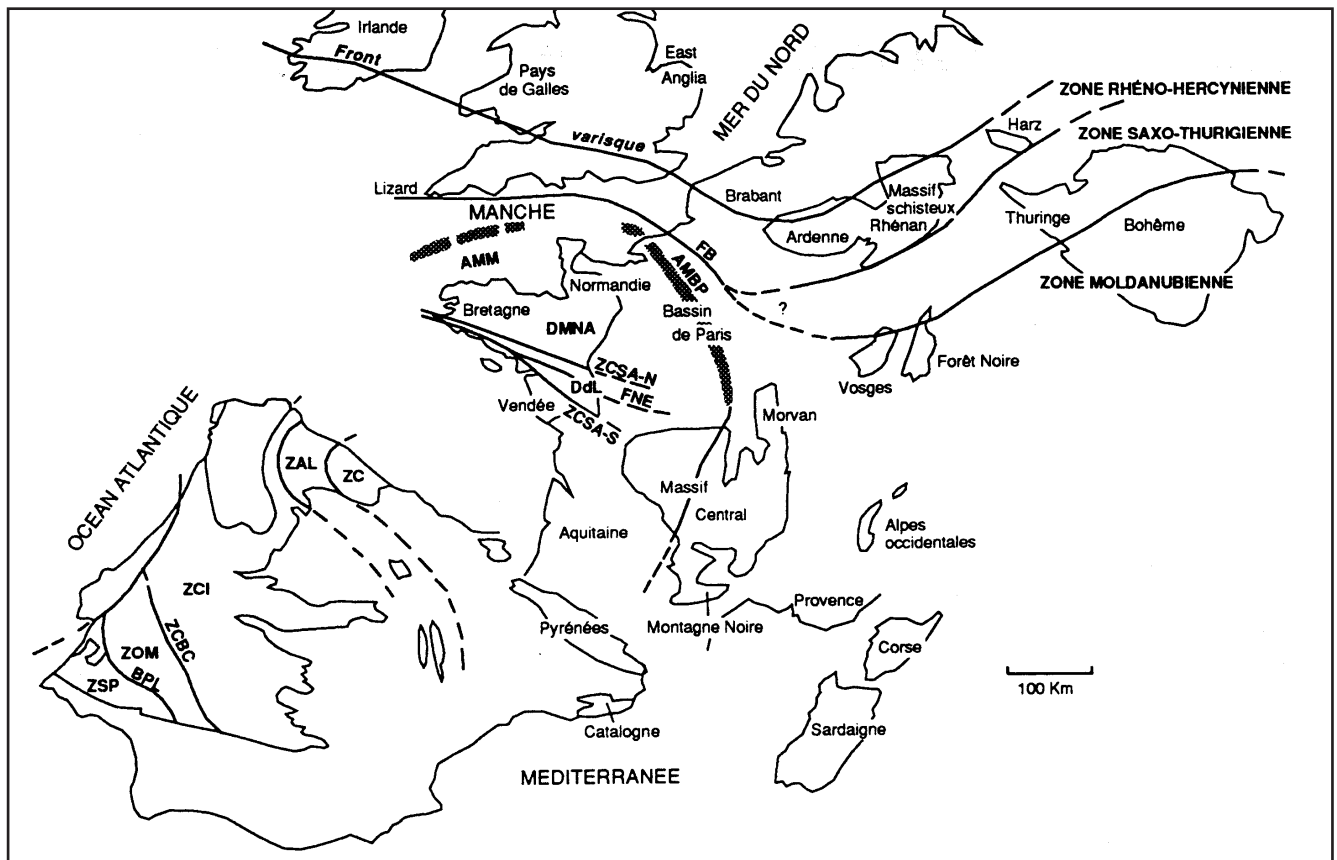 Irlande
Front
varisque
Pays
de Galles
East
Anglia
MER DU NORD
ZONE RHÉNO-HERCYNIENNE
Harz
ZONE SAXO-THURIGIENNE
Lizard
MANCHE
Brabant
Massif
schisteux
Rhénan
Ardenne
Thuringe
Bohême
FB
AMM
AMBP
Normandie
ZONE MOLDANUBIENNE
Bretagne
DMNA
Bassin
de Paris
?
ZCSA-N
DdL
FNE
Vendée
ZCSA-S
Vosges
Forêt Noire
Morvan
OCEAN ATLANTIQUE
ZAL
ZC
Massif
Central
Aquitaine
Alpes
occidentales
ZCI
ZCBC
Pyrénées
Montagne Noire
Provence
Corse
ZOM
BPL
ZSP
100 Km
Catalogne
Sardaigne
MEDITERRANEE